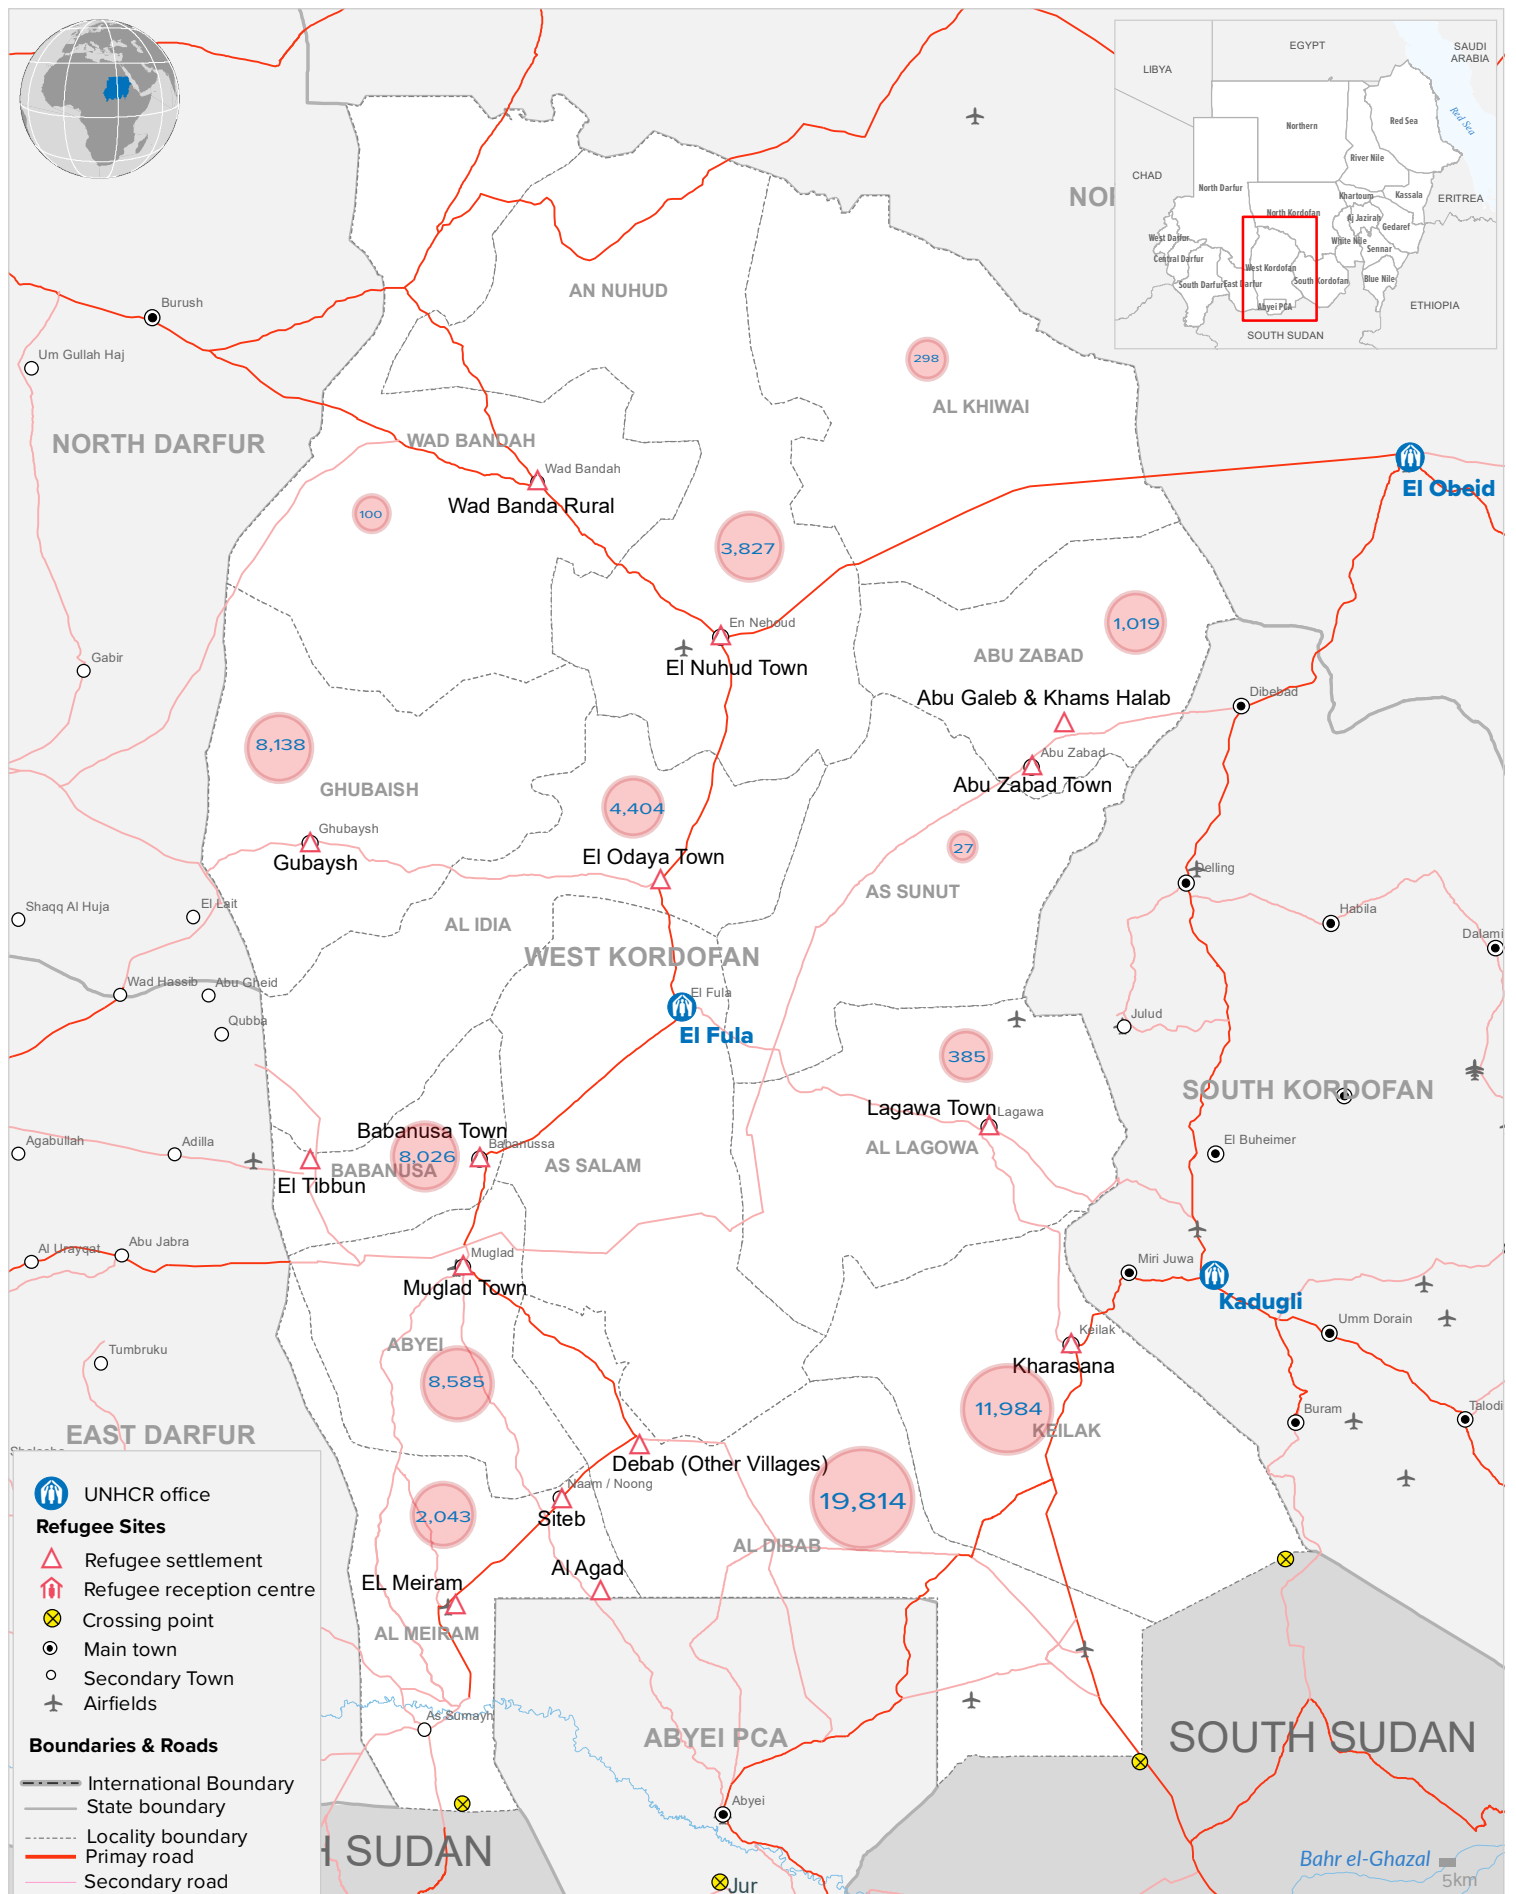 EGYPT
SAUDI
ARABIA
LIBYA
Red Sea
Northern
Red Sea
River Nile
CHAD
North Darfur
Khartoum
Kassala
ERITREA
North Kordofan
Aj Jazirah
Gedaref
West Darfur
White Nile
Sennar
Central Darfur
West Kordofan
South Darfur
East Darfur
South Kordofan
Blue Nile
Abyei PCA
ETHIOPIA
SOUTH SUDAN
NO
AN NUHUD
Burush
Um Gullah Haj
298
AL KHIWAI
NORTH DARFUR
WAD BANDAH
Wad Bandah
Wad Banda Rural
El Obeid
100
3,827
En Nehoud
El Nuhud Town
1,019
ABU ZABAD
Gabir
Abu Galeb & Khams Halab
Dibebad
8,138
Abu Zabad
Abu Zabad Town
GHUBAISH
4,404
Ghubaysh
Gubaysh
El Odaya Town
27
Delling
AS SUNUT
Shaqq Al Huja
El Lait
Habila
AL IDIA
Dalami
WEST KORDOFAN
Wad Hassib
Abu Gheid
El Fula
El Fula
Qubba
Julud
385
SOUTH KORDOFAN
Lagawa Town
Lagawa
Babanusa Town
8,026
Babanussa
AL LAGOWA
El Buheimer
Agabullah
Adilla
BABANUSA
AS SALAM
El Tibbun
Al Urayqat
Abu Jabra
Muglad
Muglad Town
Miri Juwa
Kadugli
Umm Dorain
ABYEI
Keilak
Kharasana
Tumbruku
8,585
11,984
Buram
Talodi
KEILAK
EAST DARFUR
Debab (Other Villages)
Naam / Noong
19,814
Siteb
2,043
AL DIBAB
Al Agad
EL Meiram
AL MEIRAM
As Sumayh
ABYEI PCA
SOUTH SUDAN
Abyei
SUDAN
Jur
Bahr el-Ghazal
5km
UNHCR office
Refugee Sites
Refugee settlement
Refugee reception centre
Crossing point
Main town
Secondary Town
Airfields
Boundaries & Roads
International Boundary
State boundary
Locality boundary
Primay road
Secondary road